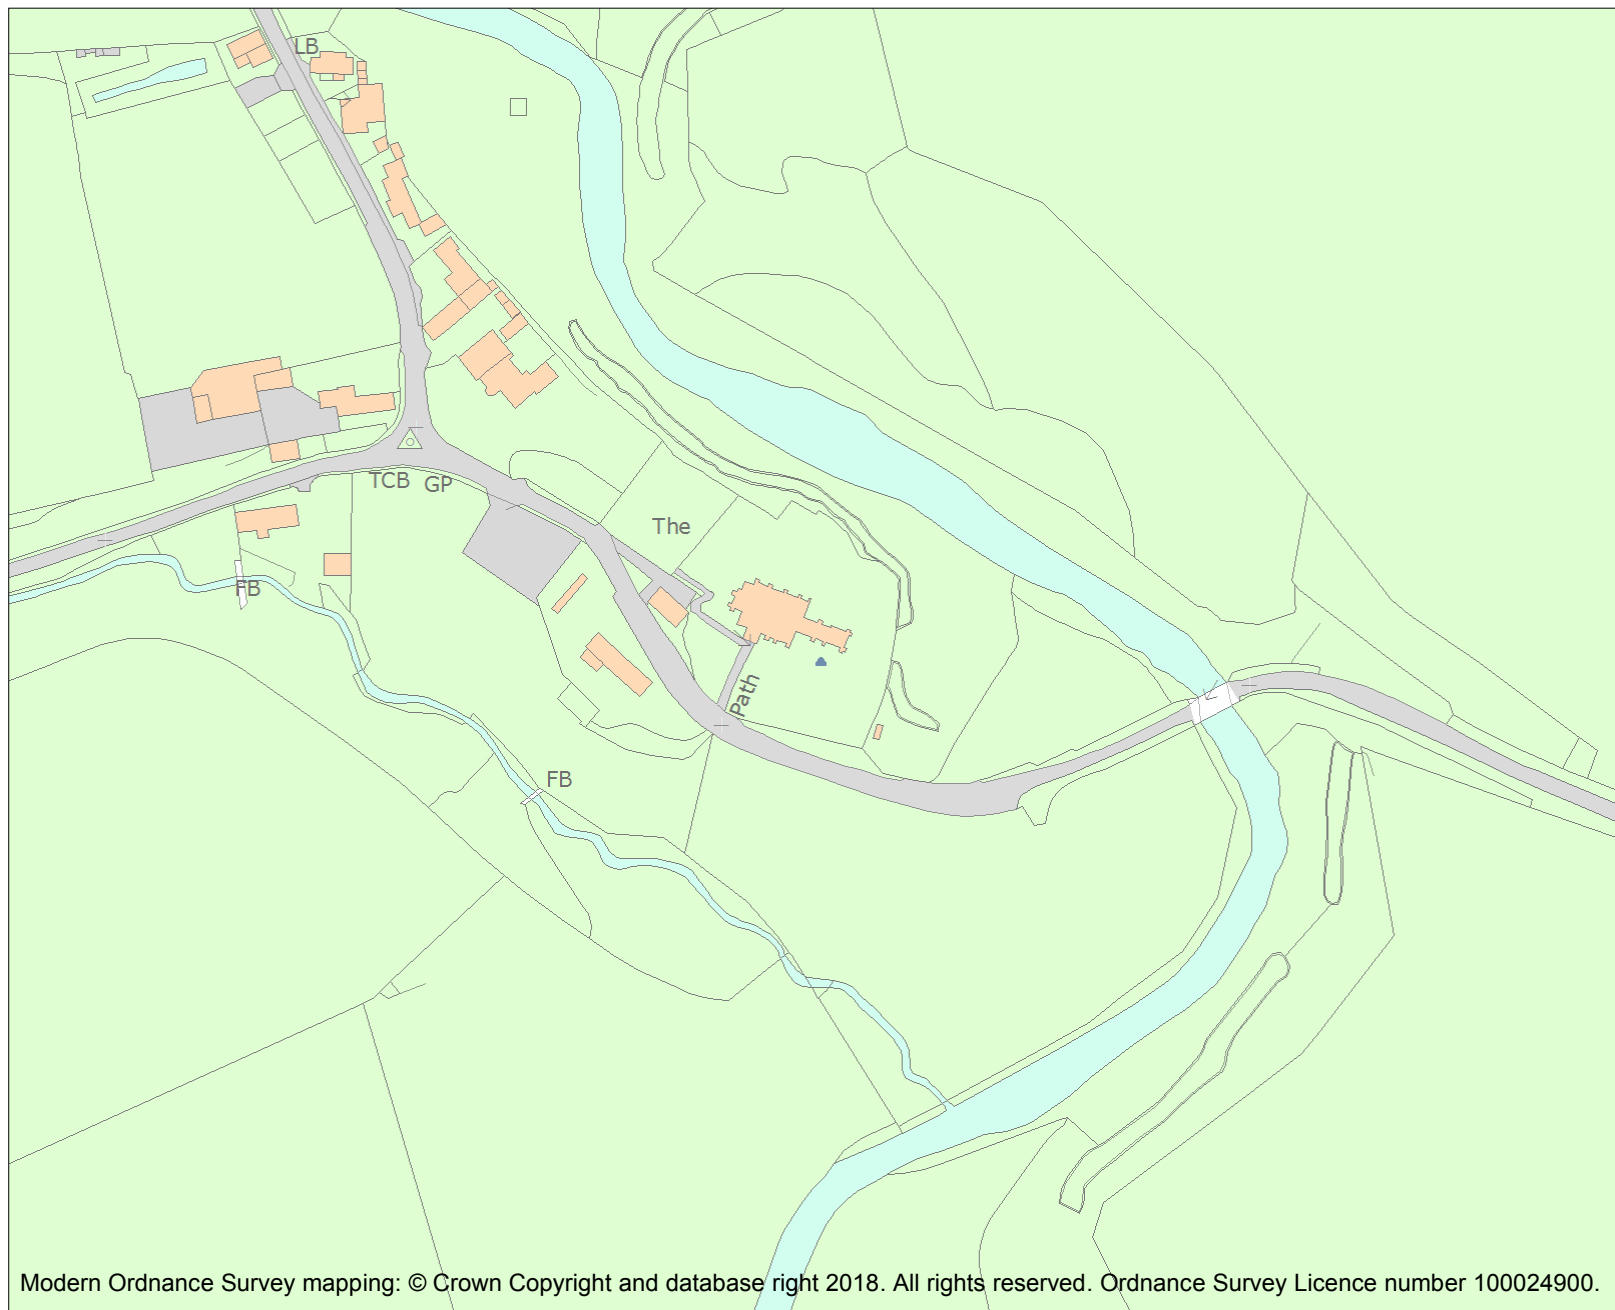 LB
TCB
GP
The
FB
Path
FB
Modern Ordnance Survey mapping: © Crown Copyright and database right 2018. All rights reserved. Ordnance Survey Licence number 100024900.